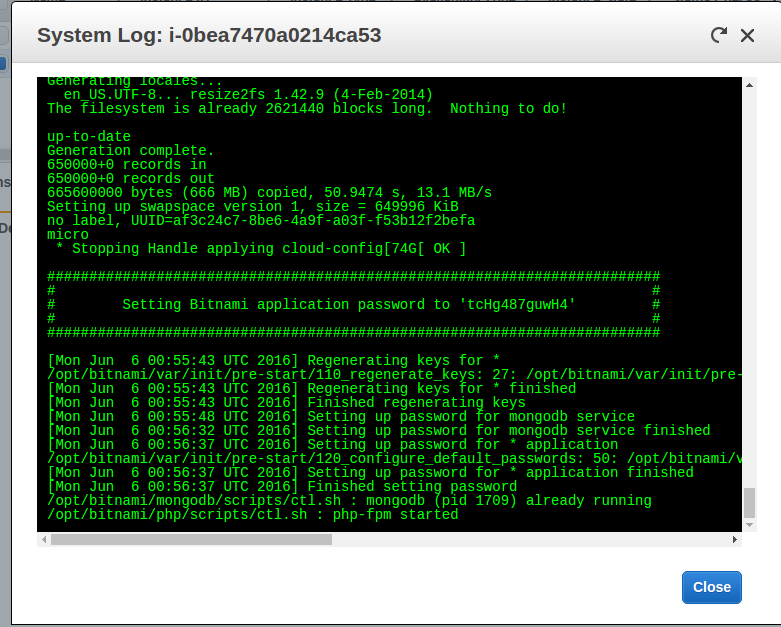 System Log: i-0bea7470a0214ca53
Generating locales...
  en_US.UTF-8... resize2fs 1.42.9 (4-Feb-2014)
The filesystem is already 2621440 blocks long.  Nothing to do!
up-to-date
Generation complete.
650000+0 records in
650000+0 records out
665600000 bytes (666 MB) copied, 50.9474 s, 13.1 MB/s
Setting up swapspace version 1, size = 649996 KiB
no label, UUID=af3c24c7-8be6-4a9f-a03f-f53b12f2befa
micro
 * Stopping Handle applying cloud-config[74G[ OK ]
#########################################################################
#                                                                       #
#        Setting Bitnami application password to 'tcHg487guwH4'         #
#                                                                       #
#########################################################################
[Mon Jun  6 00:55:43 UTC 2016] Regenerating keys for *
/opt/bitnami/var/init/pre-start/110_regenerate_keys: 27: /opt/bitnami/var/init/pre-
[Mon Jun  6 00:55:43 UTC 2016] Regenerating keys for * finished
[Mon Jun  6 00:55:43 UTC 2016] Finished regenerating keys
[Mon Jun  6 00:55:48 UTC 2016] Setting up password for mongodb service
[Mon Jun  6 00:56:32 UTC 2016] Setting up password for mongodb service finished
[Mon Jun  6 00:56:37 UTC 2016] Setting up password for * application
/opt/bitnami/var/init/pre-start/120_configure_default_passwords: 50: /opt/bitnami/v
[Mon Jun  6 00:56:37 UTC 2016] Setting up password for * application finished
[Mon Jun  6 00:56:37 UTC 2016] Finished setting password
/opt/bitnami/mongodb/scripts/ctl.sh : mongodb (pid 1709) already running
/opt/bitnami/php/scripts/ctl.sh : php-fpm started
Close